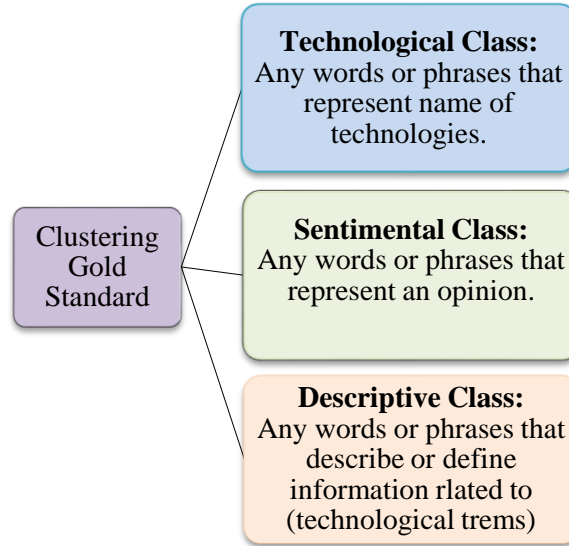 Technological Class:
Any words or phrases that
represent name of
technologies.
Clustering
Gold
Standard
Sentimental Class:
Any words or phrases that
represent an opinion.
Descriptive Class:
Any words or phrases that
describe or define
information rlated to
(technological trems)